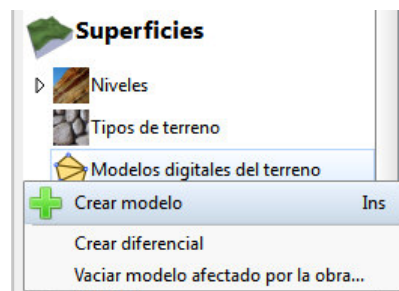 Superficies
Niveles
Tipos de terreno
Modelos digitales del terreno
Crear modelo Ins
Crear diferencial
Vaciar modelo afectado por la obra...